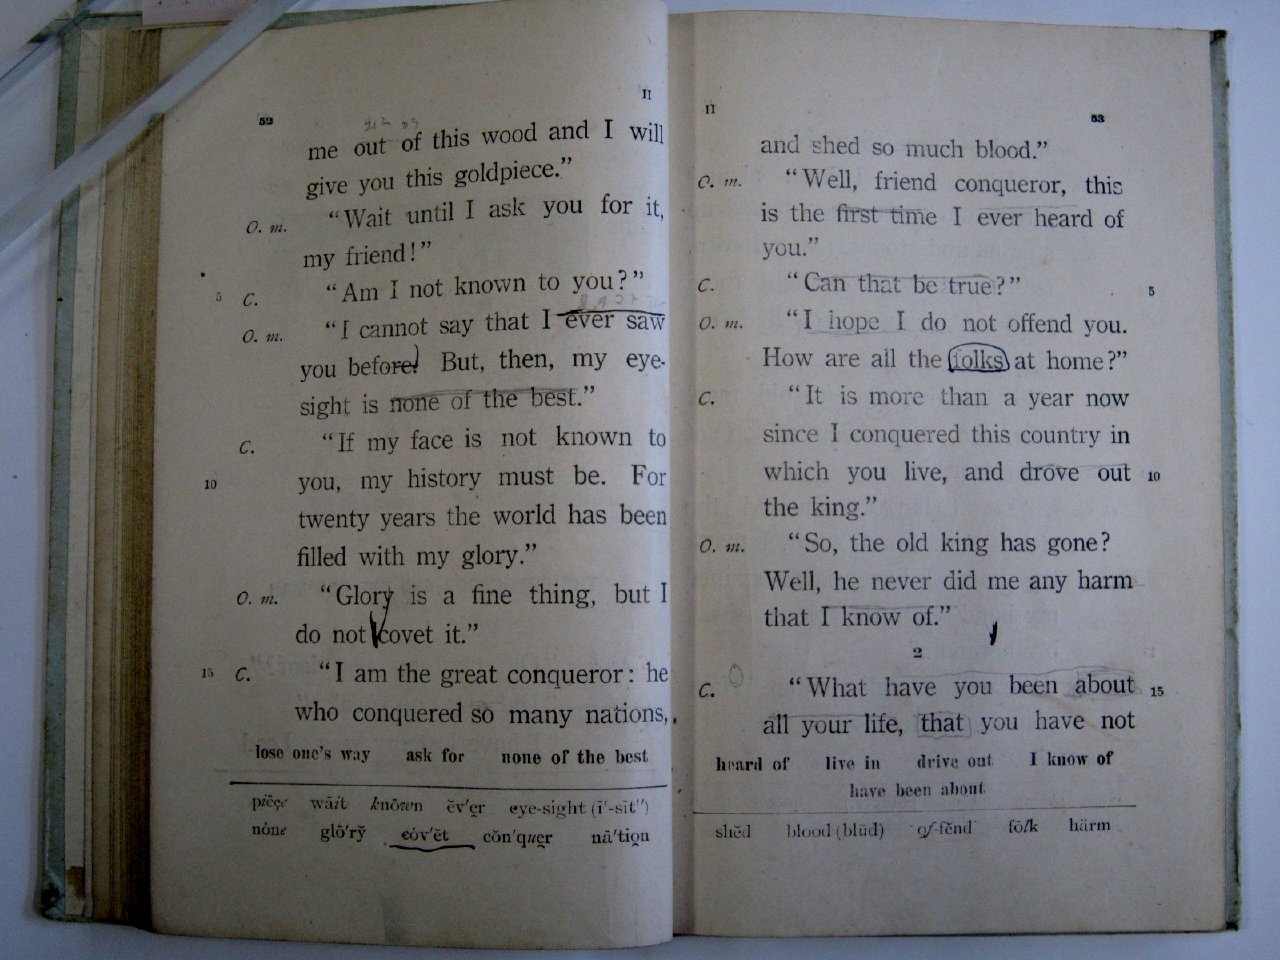 52
II
me out of this wood and I will
give you this goldpiece.”
O. m. “Wait until I ask you for it,
my friend!”
5 C. “Am I not known to you?”
O. m. “I cannot say that I ever saw
you before! But, then, my eye-
sight is none of the best.”
C. “If my face is not known to
10 you, my history must be. For
twenty years the world has been
filled with my glory.”
O. m. “Glory is a fine thing, but I
do not covet it.”
15 C. “I am the great conqueror: he
who conquered so many nations,
lose one's way ask for none of the best
piēçe wāit knōwn ĕv′er eye-sight (ī′-sīt″)
nóne glō′rў cóv′ĕt cŏn′quer nā′tion
II
53
and shed so much blood.”
O. m. “Well, friend conqueror, this
is the first time I ever heard of
you.”
C. “Can that be true?” 5
O. m. “I hope I do not offend you.
How are all the folks at home?”
C. “It is more than a year now
since I conquered this country in
which you live, and drove out 10
the king.”
O. m. “So, the old king has gone?
Well, he never did me any harm
that I know of.”
2
C. “What have you been about 15
all your life, that you have not
heard of live in drive out I know of
have been about
shĕd blood (blŭd) of-fĕnd fōlk härm